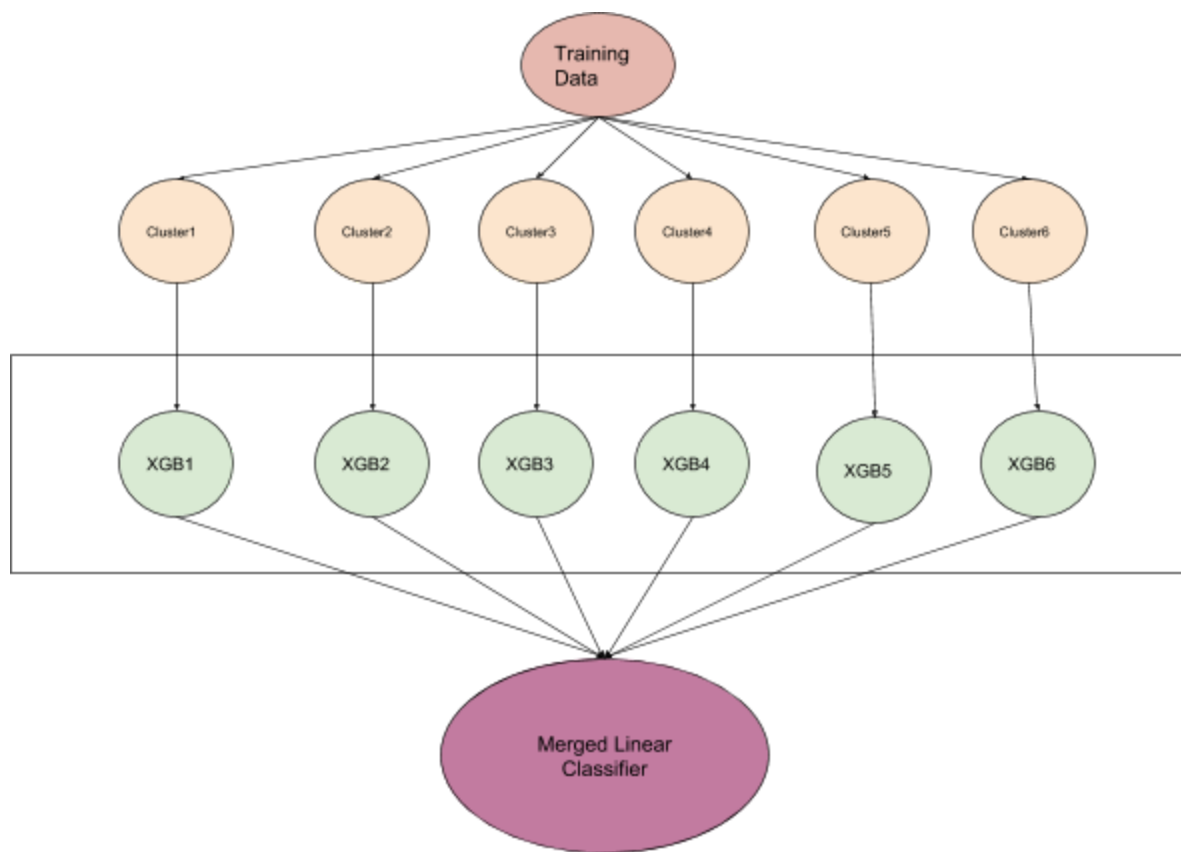 Training
Data
Cluster1
Cluster2
Cluster3
Cluster4
Cluster5
Cluster6
XGB1
XGB2
XGB3
XGB4
XGB5
XGB6
Merged Linear
Classifier